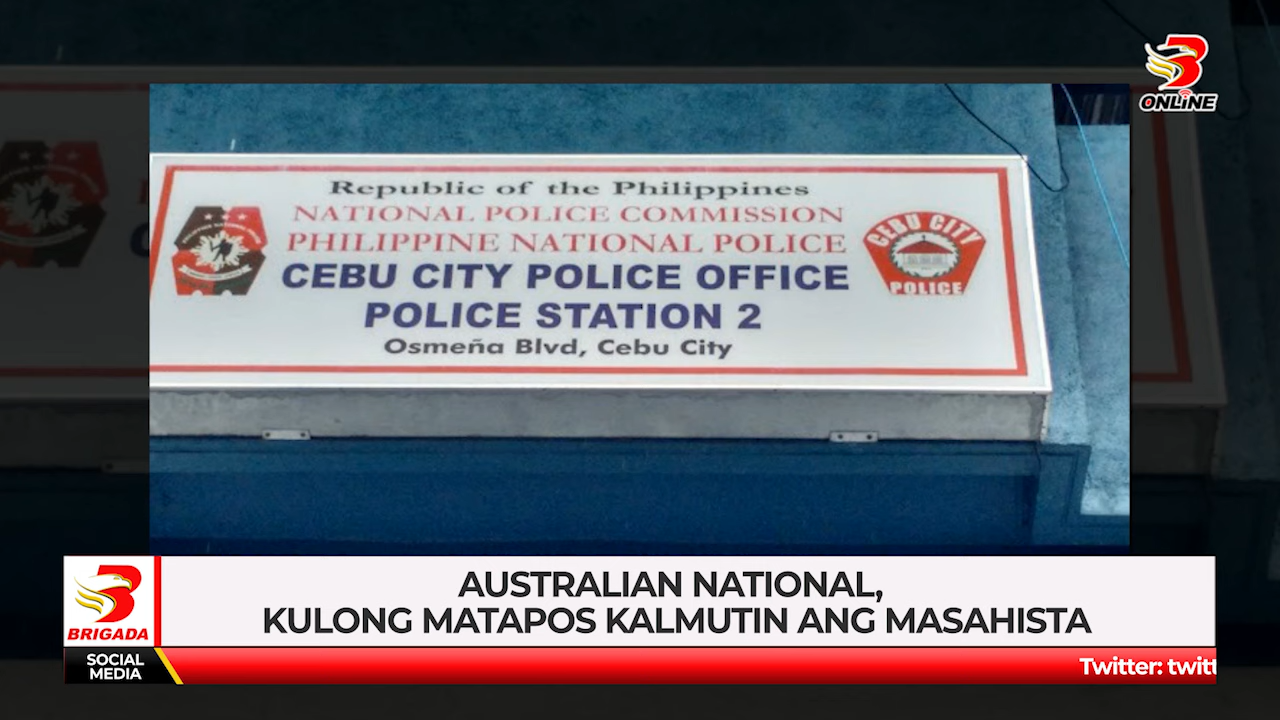 B
ONLINE
Republic of the Philippines
NATIONAL POLICE COMMISSION
PHILIPPINE NATIONAL POLICE
CEBU CITY POLICE OFFICE
POLICE STATION 2
Osmeña Blvd, Cebu City
CEBU CITY
POLICE
AUSTRALIAN NATIONAL,
KULONG MATAPOS KALMUTIN ANG MASAHISTA
B
BRIGADA
SOCIAL
MEDIA
Twitter: twitt